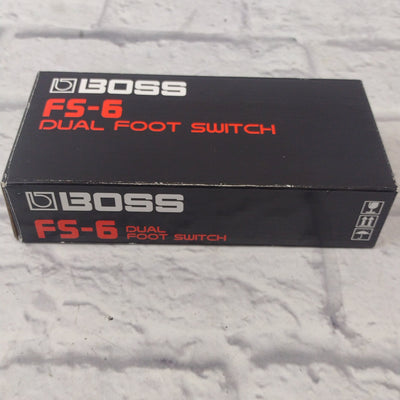 BOSS
FS-6
DUAL FOOT SWITCH
BOSS
FS-6 DUAL
FOOT SWITCH